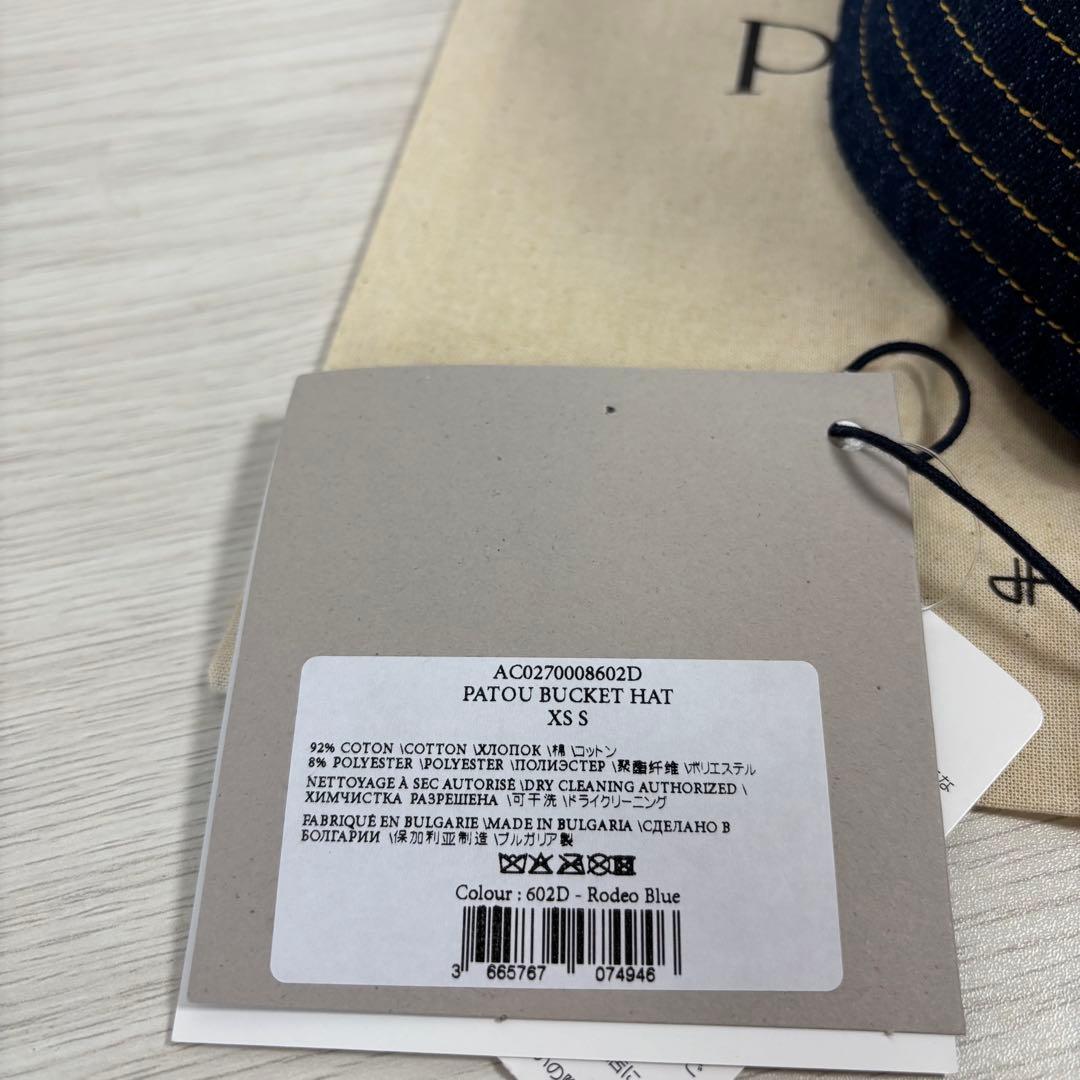 P
AC0270008602D
PATOU BUCKET HAT
XS S
92% COTON \COTTON \ХЛОПОК \棉 \コットン
8% POLYESTER \POLYESTER \ПОЛИЭСТЕР \聚酯纤维 \ポリエステル
NETTOYAGE À SEC AUTORISÉ \DRY CLEANING AUTHORIZED \
ХИМЧИСТКА РАЗРЕШЕНА \可干洗 \ドライクリーニング
FABRIQUÉ EN BULGARIE \MADE IN BULGARIA \СДЕЛАНО В
БОЛГАРИИ \保加利亚制造 \ブルガリア製
Colour : 602D - Rodeo Blue
3 665767 074946